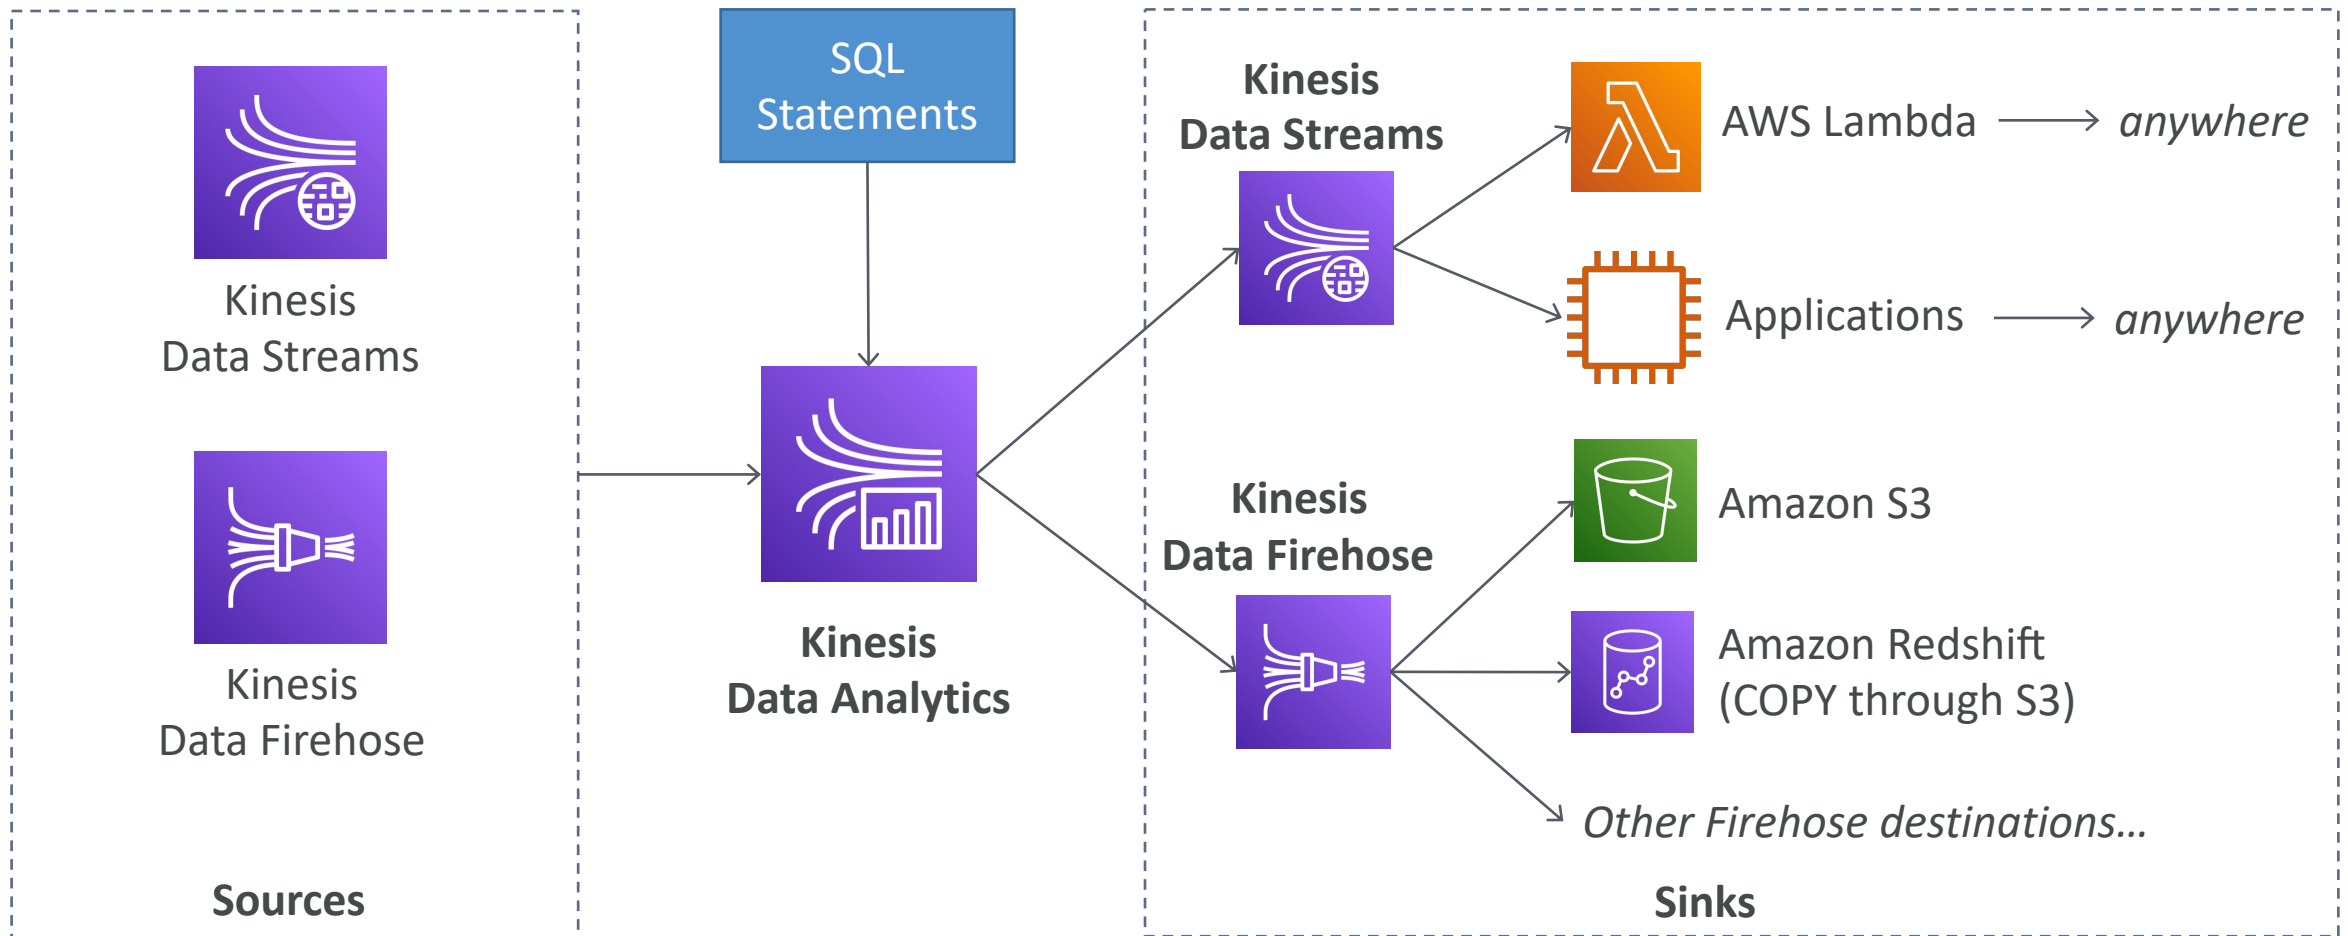 Kinesis
Data Streams
Kinesis
Data Firehose
Sources
SQL
Statements
Kinesis
Data Analytics
Kinesis
Data Streams
AWS Lambda
anywhere
Applications
anywhere
Kinesis
Data Firehose
Amazon S3
Amazon Redshift
(COPY through S3)
Other Firehose destinations...
Sinks